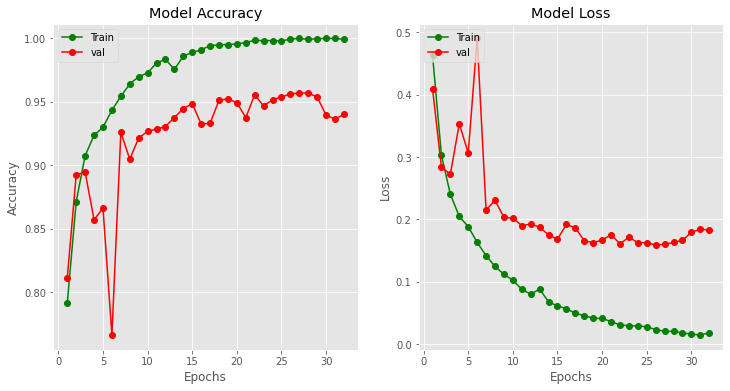 Model Accuracy
Train
val
1.00
0.95
0.90
0.85
0.80
Accuracy
0 5 10 15 20 25 30
Epochs
Model Loss
Train
val
0.5
0.4
0.3
0.2
0.1
0.0
Loss
0 5 10 15 20 25 30
Epochs